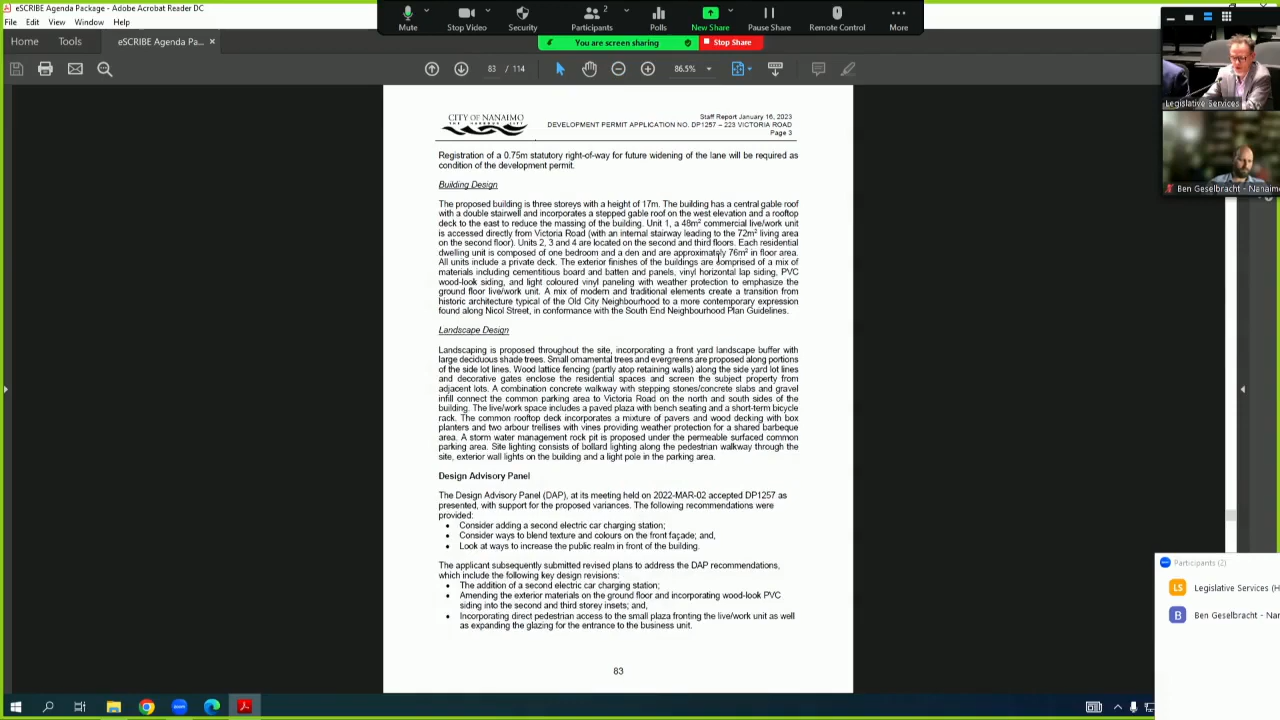 eSCRIBE Agenda Package - Adobe Acrobat Reader DC
File Edit View Window Help
Home Tools eSCRIBE Agenda Pa... ×
Mute Stop Video Security Participants 2 Polls New Share Pause Share Remote Control More
You are screen sharing Stop Share
83 / 114 86.5%
Legislative Services
Ben Geselbracht - Nanaimo
CITY OF NANAIMO
THE HARBOUR CITY
Staff Report January 16, 2023
DEVELOPMENT PERMIT APPLICATION NO. DP1257 – 223 VICTORIA ROAD
Page 3
Registration of a 0.75m statutory right-of-way for future widening of the lane will be required as
condition of the development permit.
Building Design
The proposed building is three storeys with a height of 17m. The building has a central gable roof
with a double stairwell and incorporates a stepped gable roof on the west elevation and a rooftop
deck to the east to reduce the massing of the building. Unit 1, a 48m² commercial live/work unit
is accessed directly from Victoria Road (with an internal stairway leading to the 72m² living area
on the second floor). Units 2, 3 and 4 are located on the second and third floors. Each residential
dwelling unit is composed of one bedroom and a den and are approximately 76m² in floor area.
All units include a private deck. The exterior finishes of the buildings are comprised of a mix of
materials including cementitious board and batten and panels, vinyl horizontal lap siding, PVC
wood-look siding, and light coloured vinyl paneling with weather protection to emphasize the
ground floor live/work unit. A mix of modern and traditional elements create a transition from
historic architecture typical of the Old City Neighbourhood to a more contemporary expression
found along Nicol Street, in conformance with the South End Neighbourhood Plan Guidelines.
Landscape Design
Landscaping is proposed throughout the site, incorporating a front yard landscape buffer with
large deciduous shade trees. Small ornamental trees and evergreens are proposed along portions
of the side lot lines. Wood lattice fencing (partly atop retaining walls) along the side yard lot lines
and decorative gates enclose the residential spaces and screen the subject property from
adjacent lots. A combination concrete walkway with stepping stones/concrete slabs and gravel
infill connect the common parking area to Victoria Road on the north and south sides of the
building. The live/work space includes a paved plaza with bench seating and a short-term bicycle
rack. The common rooftop deck incorporates a mixture of pavers and wood decking with box
planters and two arbour trellises with vines providing weather protection for a shared barbeque
area. A storm water management rock pit is proposed under the permeable surfaced common
parking area. Site lighting consists of bollard lighting along the pedestrian walkway through the
site, exterior wall lights on the building and a light pole in the parking area.
Design Advisory Panel
The Design Advisory Panel (DAP), at its meeting held on 2022-MAR-02 accepted DP1257 as
presented, with support for the proposed variances. The following recommendations were
provided:
• Consider adding a second electric car charging station;
• Consider ways to blend texture and colours on the front façade; and,
• Look at ways to increase the public realm in front of the building.
The applicant subsequently submitted revised plans to address the DAP recommendations,
which include the following key design revisions:
• The addition of a second electric car charging station;
• Amending the exterior materials on the ground floor and incorporating wood-look PVC
siding into the second and third storey insets; and,
• Incorporating direct pedestrian access to the small plaza fronting the live/work unit as well
as expanding the glazing for the entrance to the business unit.
83
Participants (2)
LS Legislative Services (H
B Ben Geselbracht - Nar